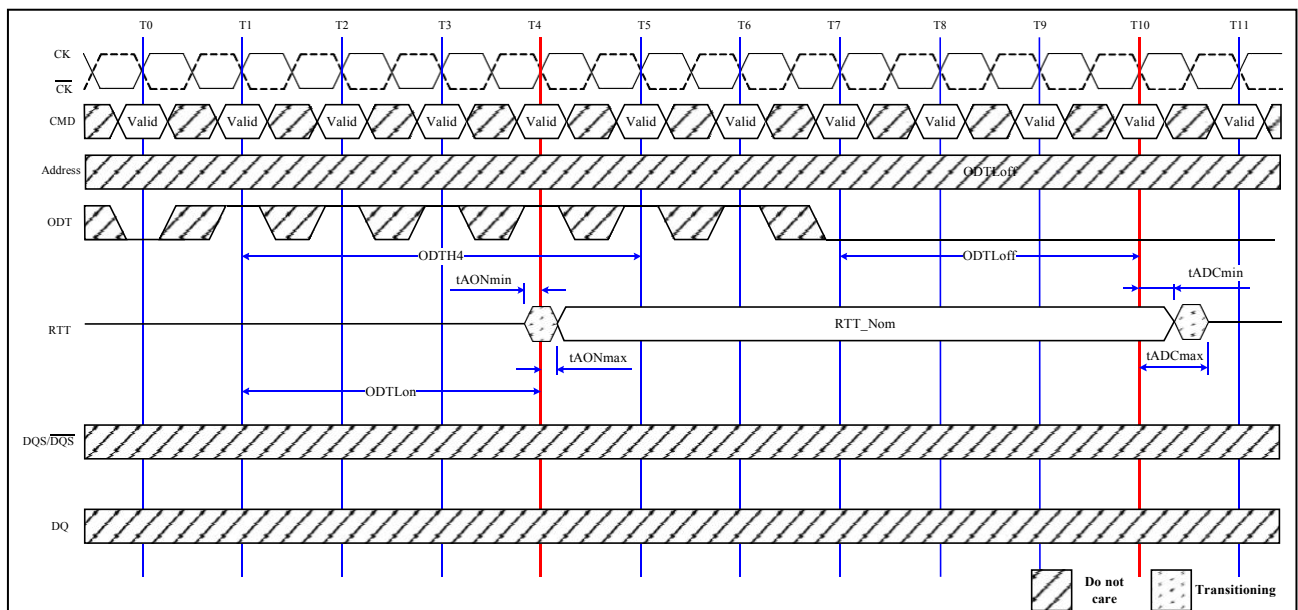 T0 T1 T2 T3 T4 T5 T6 T7 T8 T9 T10 T11
CK
CK
CMD Valid Valid Valid Valid Valid Valid Valid Valid Valid Valid Valid Valid
Address ODTLoff
ODT
ODTH4 ODTLoff
tAONmin tADCmin
RTT RTT_Nom
tAONmax tADCmax
ODTLon
DQS/DQS
DQ
Do not care Transitioning